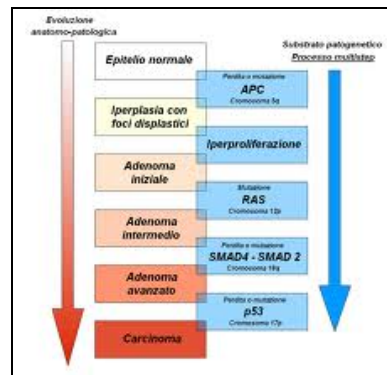 Evoluzione
anatomo-patologica
Substrato patogenetico
Processo multistep
Epitelio normale
Perdita o mutazione
APC
Cromosoma 5q
Iperplasia con
foci displastici
Iperproliferazione
Adenoma
iniziale
Mutazione
RAS
Cromosoma 12p
Adenoma
intermedio
Perdita o mutazione
SMAD4 - SMAD 2
Cromosoma 18q
Adenoma
avanzato
Perdita o mutazione
p53
Cromosoma 17p
Carcinoma